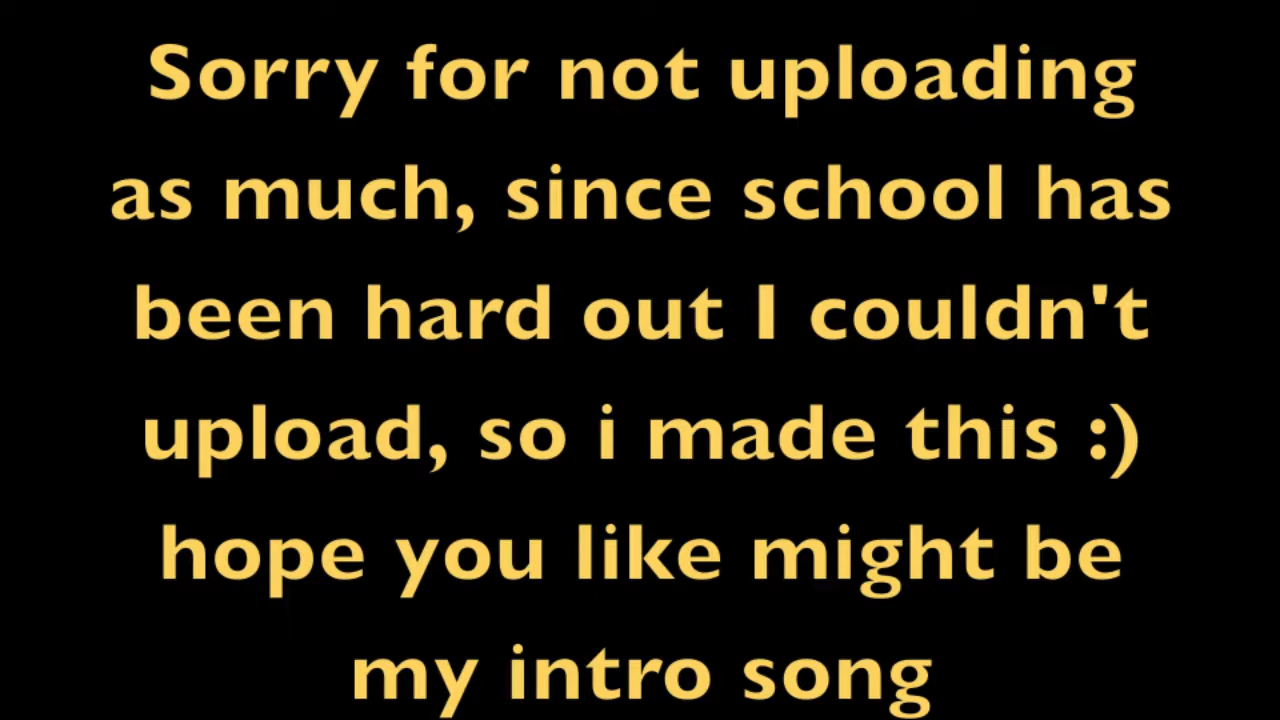 Sorry for not uploading
as much, since school has
been hard out I couldn't
upload, so i made this :)
hope you like might be
my intro song